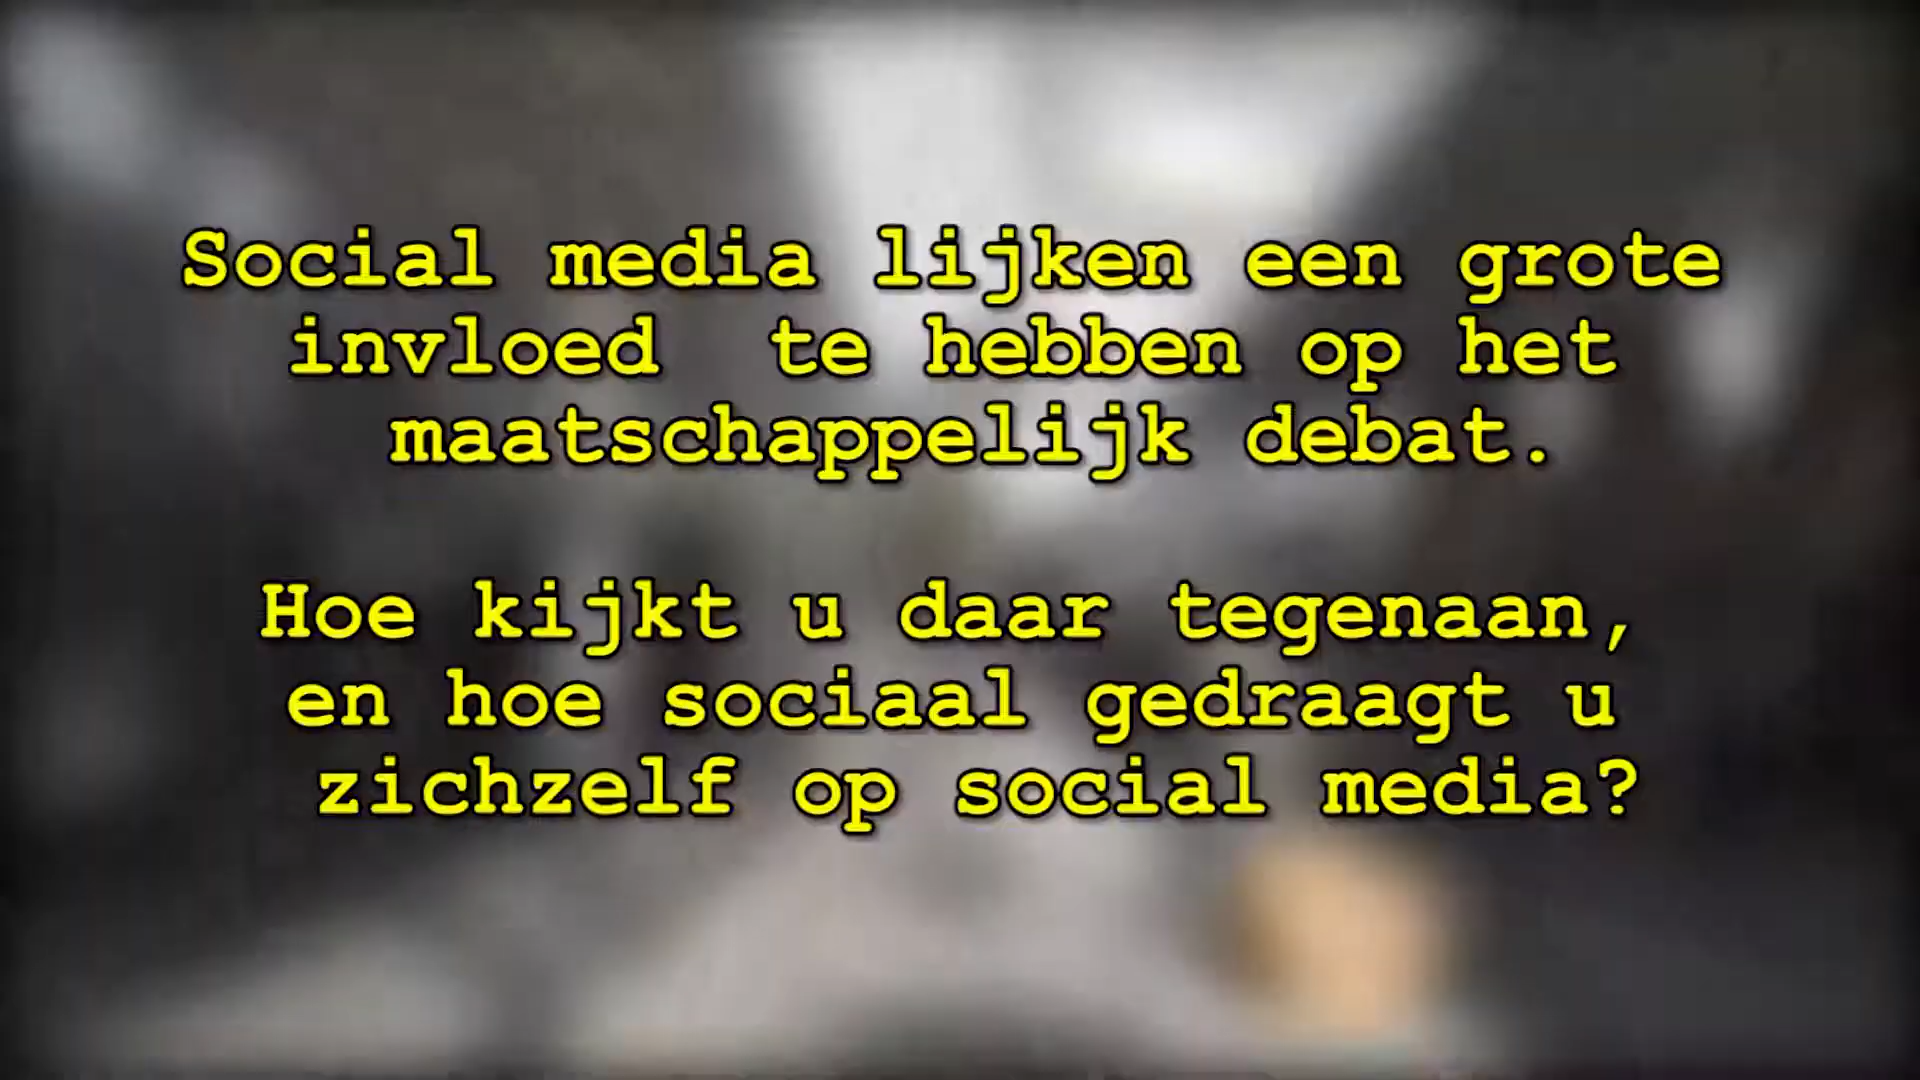 Social media lijken een grote
invloed  te hebben op het
maatschappelijk debat.
Hoe kijkt u daar tegenaan,
en hoe sociaal gedraagt u
zichzelf op social media?